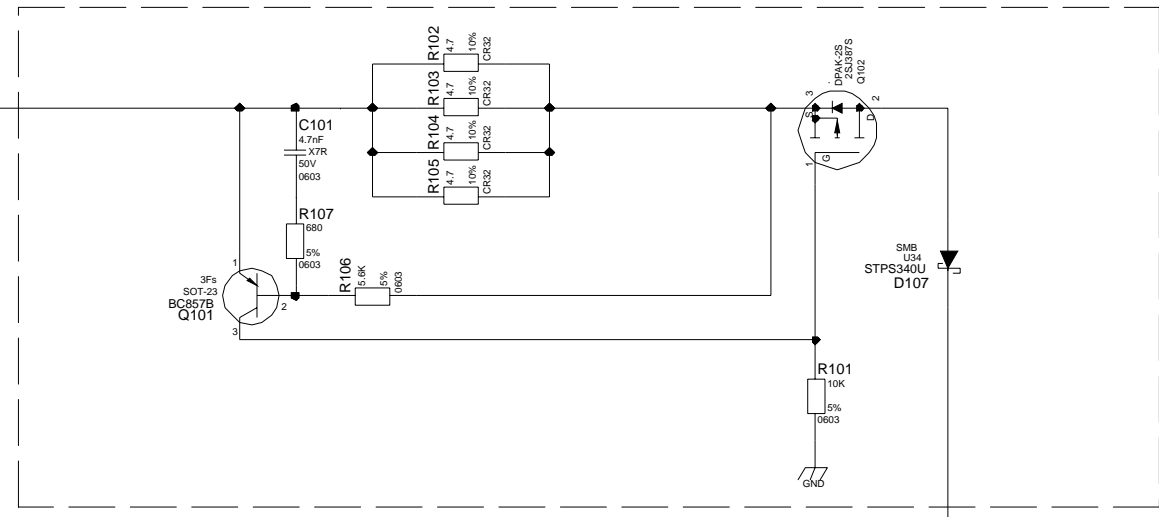 R102
4.7
10%
CR32
R103
4.7
10%
CR32
R104
4.7
10%
CR32
R105
4.7
10%
CR32
DPAK-2S
2SJ387S
Q102
3
S
2
D
G
1
C101
4.7nF
X7R
50V
0603
R107
680
5%
0603
1
3Fs
SOT-23
BC857B
Q101
2
3
R106
5.6K
5%
0603
SMB
U34
STPS340U
D107
R101
10K
5%
0603
GND